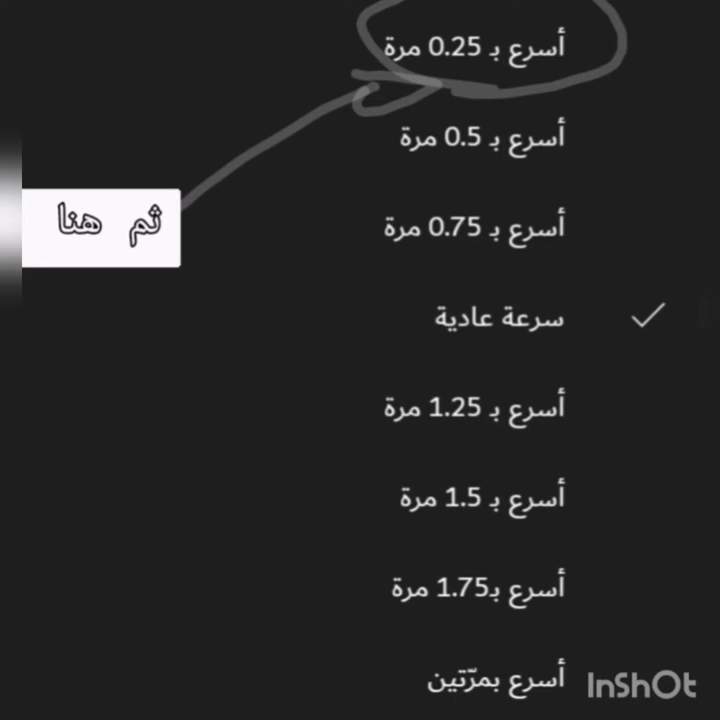 أسرع بـ 0.25 مرة
أسرع بـ 0.5 مرة
ثم هنا
أسرع بـ 0.75 مرة
سرعة عادية
أسرع بـ 1.25 مرة
أسرع بـ 1.5 مرة
أسرع بـ1.75 مرة
أسرع بمرّتين
InShOt